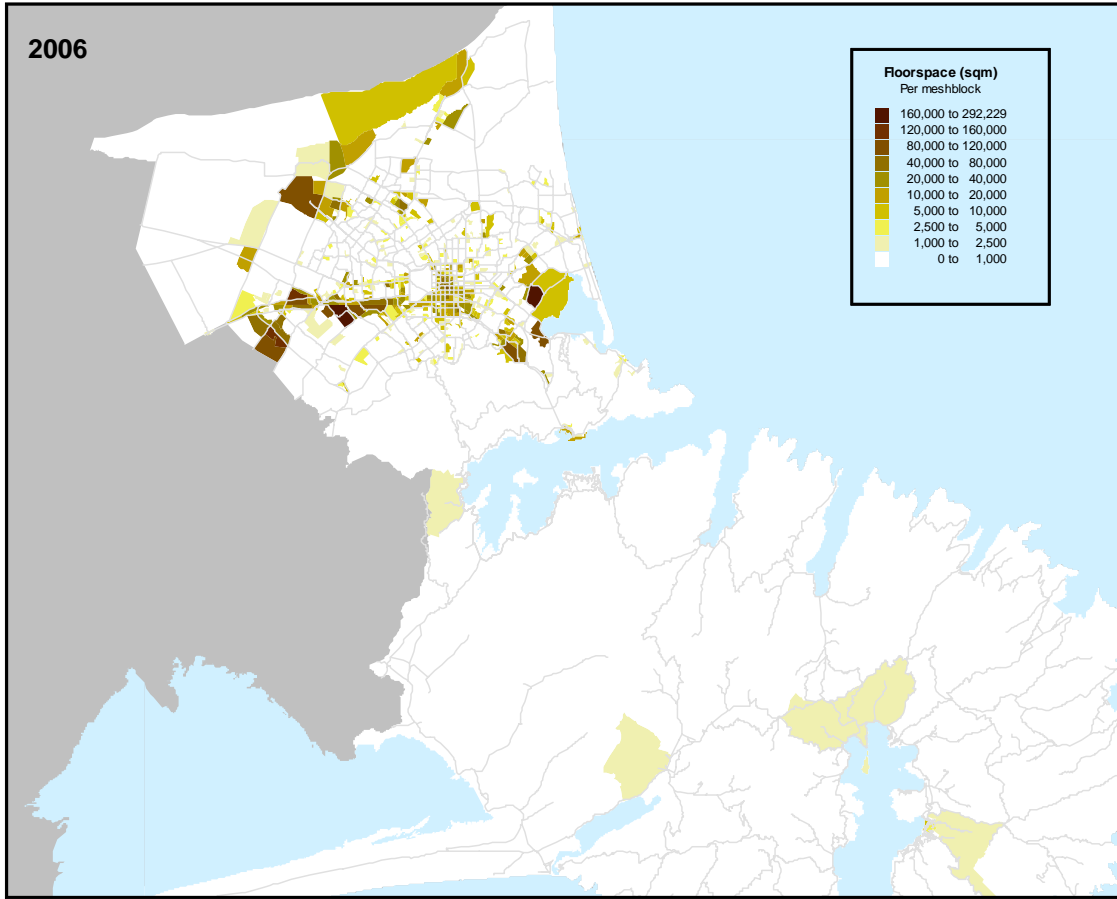 2006
Floorspace (sqm)
Per meshblock
160,000 to 292,229
120,000 to 160,000
80,000 to 120,000
40,000 to 80,000
20,000 to 40,000
10,000 to 20,000
5,000 to 10,000
2,500 to 5,000
1,000 to 2,500
0 to 1,000